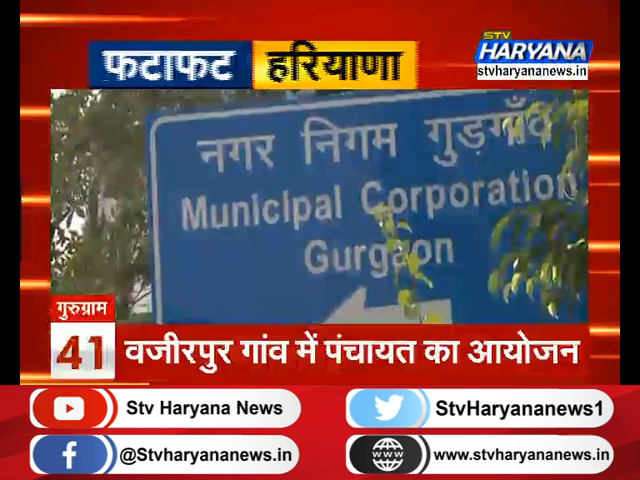 फटाफट हरियाणा
STV
HARYANA
stvharyananews.in
नगर निगम गुड़गाँव
Municipal Corporation
Gurgaon
गुरुग्राम
41 वजीरपुर गांव में पंचायत का आयोजन
Stv Haryana News
StvHaryananews1
@Stvharyananews.in
www.stvharyananews.in